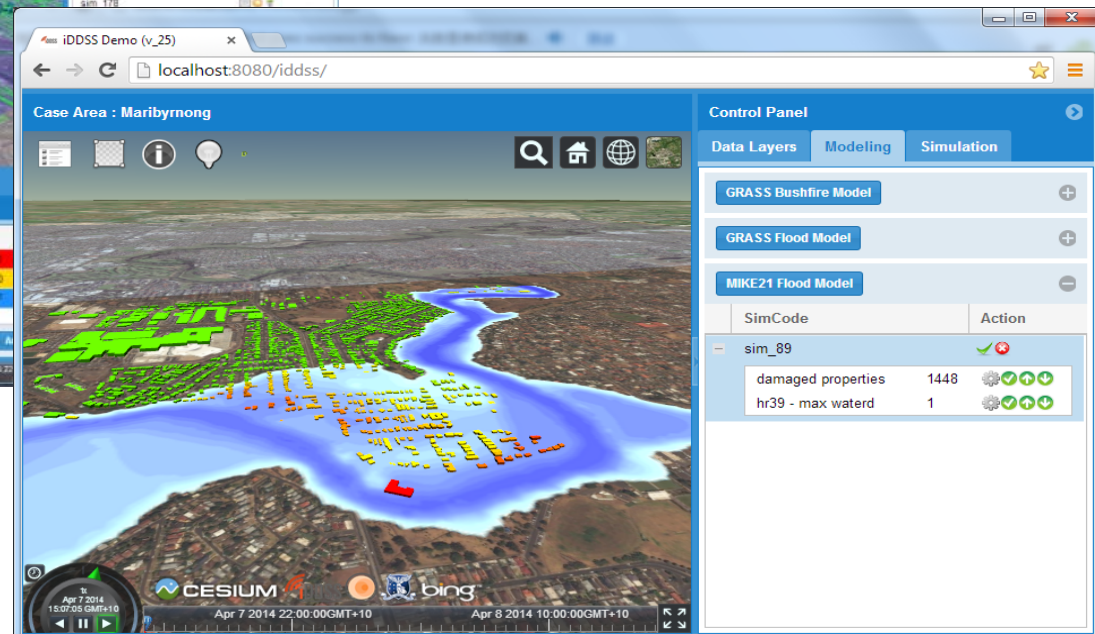 sim_178
iDDSS Demo (v_25)
localhost:8080/iddss/
Case Area : Maribyrnong
Control Panel
Data Layers Modeling Simulation
GRASS Bushfire Model
GRASS Flood Model
MIKE21 Flood Model
SimCode Action
sim_89
damaged properties 1448
hr39 - max waterd 1
CESIUM bing
1x
Apr 7 2014
15:07:05 GMT+10
Apr 7 2014 22:00:00GMT+10 Apr 8 2014 10:00:00GMT+10